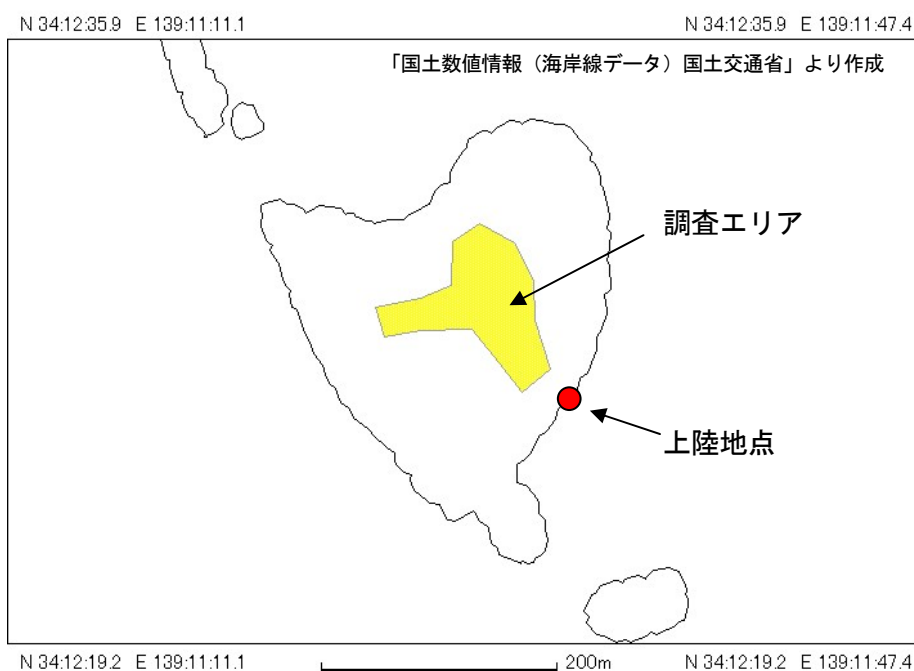 N 34:12:35.9 E 139:11:11.1
N 34:12:35.9 E 139:11:47.4
「国土数値情報（海岸線データ）国土交通省」より作成
調査エリア
上陸地点
N 34:12:19.2 E 139:11:11.1
200m
N 34:12:19.2 E 139:11:47.4